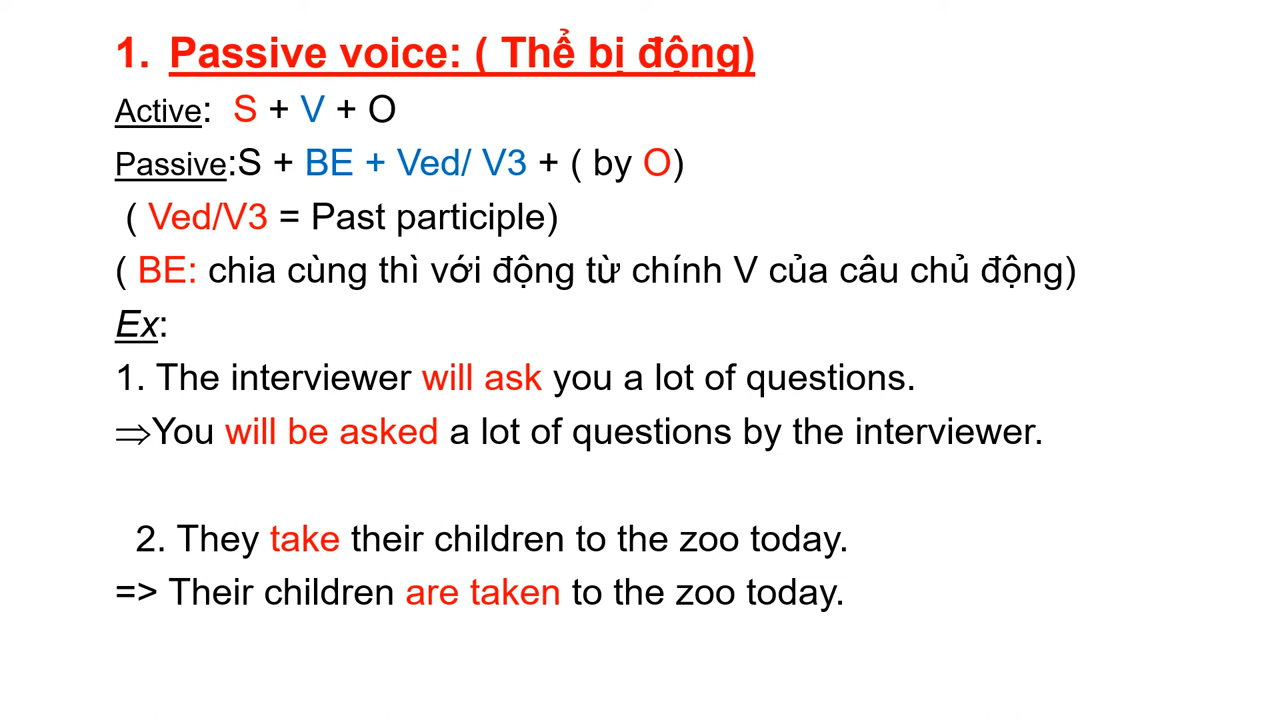 1. Passive voice: ( Thể bị động)
Active: S + V + O
Passive:S + BE + Ved/ V3 + ( by O)
( Ved/V3 = Past participle)
( BE: chia cùng thì với động từ chính V của câu chủ động)
Ex:
1. The interviewer will ask you a lot of questions.
⇒You will be asked a lot of questions by the interviewer.
2. They take their children to the zoo today.
=> Their children are taken to the zoo today.